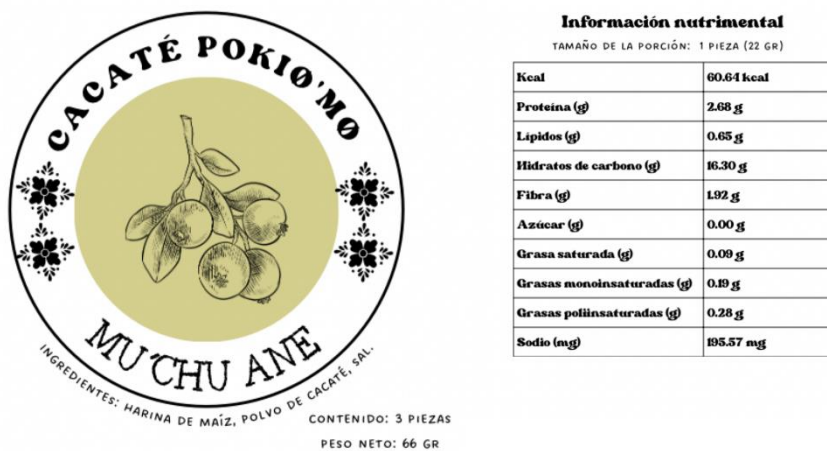 CACATÉ POKIØ'MØ
MU'CHU ANE
INGREDIENTES: HARINA DE MAÍZ, POLVO DE CACATÉ, SAL.
CONTENIDO: 3 PIEZAS
PESO NETO: 66 GR
Información nutrimental
TAMAÑO DE LA PORCIÓN: 1 PIEZA (22 GR)
Kcal 60.64 kcal
Proteína (g) 2.68 g
Lípidos (g) 0.65 g
Hidratos de carbono (g) 16.30 g
Fibra (g) 1.92 g
Azúcar (g) 0.00 g
Grasa saturada (g) 0.09 g
Grasas monoinsaturadas (g) 0.19 g
Grasas poliinsaturadas (g) 0.28 g
Sodio (mg) 195.57 mg